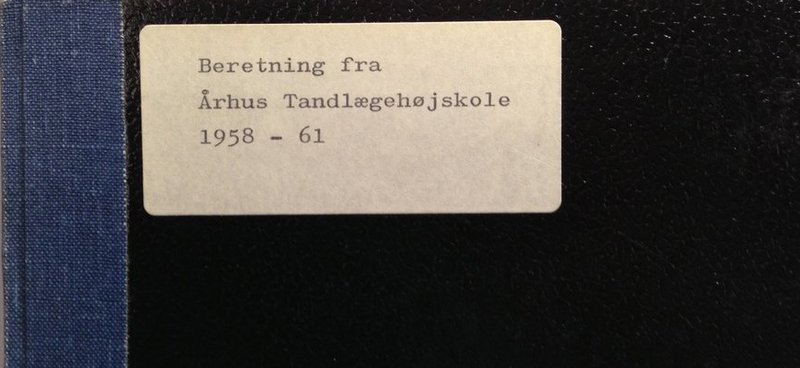 Beretning fra
Århus Tandlægehøjskole
1958 - 61